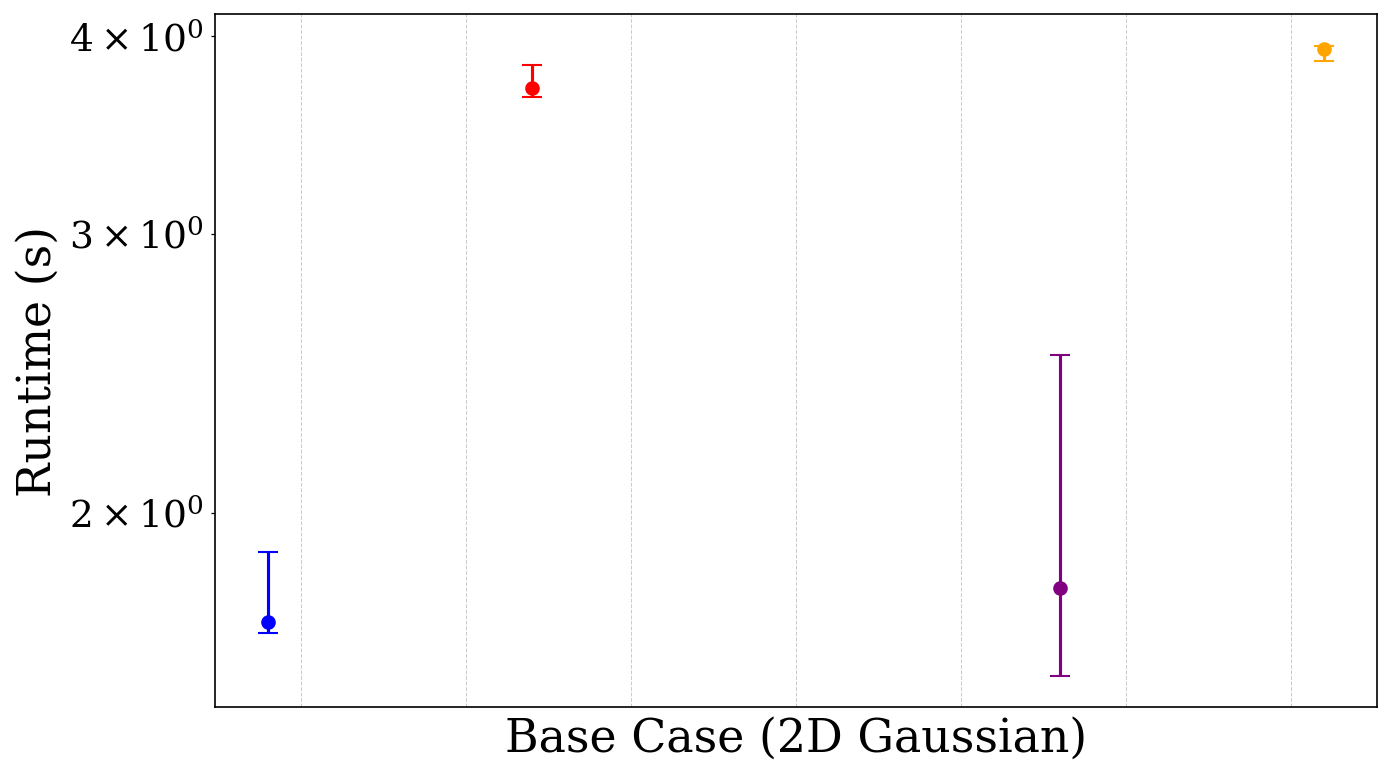 4 × 10⁰
3 × 10⁰
2 × 10⁰
Runtime (s)
Base Case (2D Gaussian)